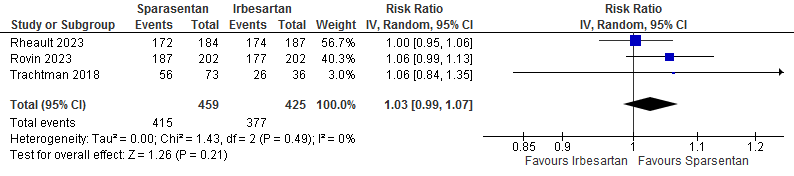 Sparasentan Irbesartan Risk Ratio Risk Ratio
Study or Subgroup Events Total Events Total Weight IV, Random, 95% CI IV, Random, 95% CI
Rheault 2023 172 184 174 187 56.7% 1.00 [0.95, 1.06]
Rovin 2023 187 202 177 202 40.3% 1.06 [0.99, 1.13]
Trachtman 2018 56 73 26 36 3.0% 1.06 [0.84, 1.35]
Total (95% CI) 459 425 100.0% 1.03 [0.99, 1.07]
Total events 415 377
Heterogeneity: Tau² = 0.00; Chi² = 1.43, df = 2 (P = 0.49); I² = 0%
Test for overall effect: Z = 1.26 (P = 0.21)
0.85 0.9 1 1.1 1.2
Favours Irbesartan Favours Sparsentan